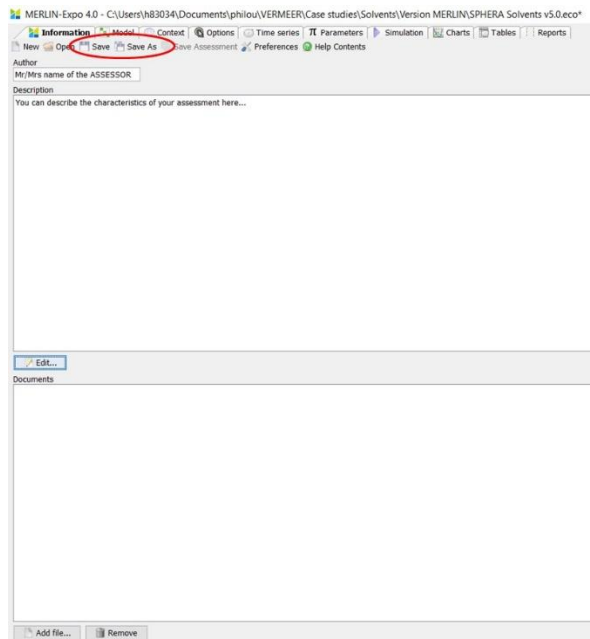 MERLIN-Expo 4.0 - C:\Users\h83034\Documents\philou\VERMEER\Case studies\Solvents\Version MERLIN\SPHERA Solvents v5.0.eco*
Information Model Context Options Time series π Parameters Simulation Charts Tables Reports
New Open Save Save As Save Assessment Preferences Help Contents
Author
Mr/Mrs name of the ASSESSOR
Description
You can describe the characteristics of your assessment here...
Edit...
Documents
Add file... Remove